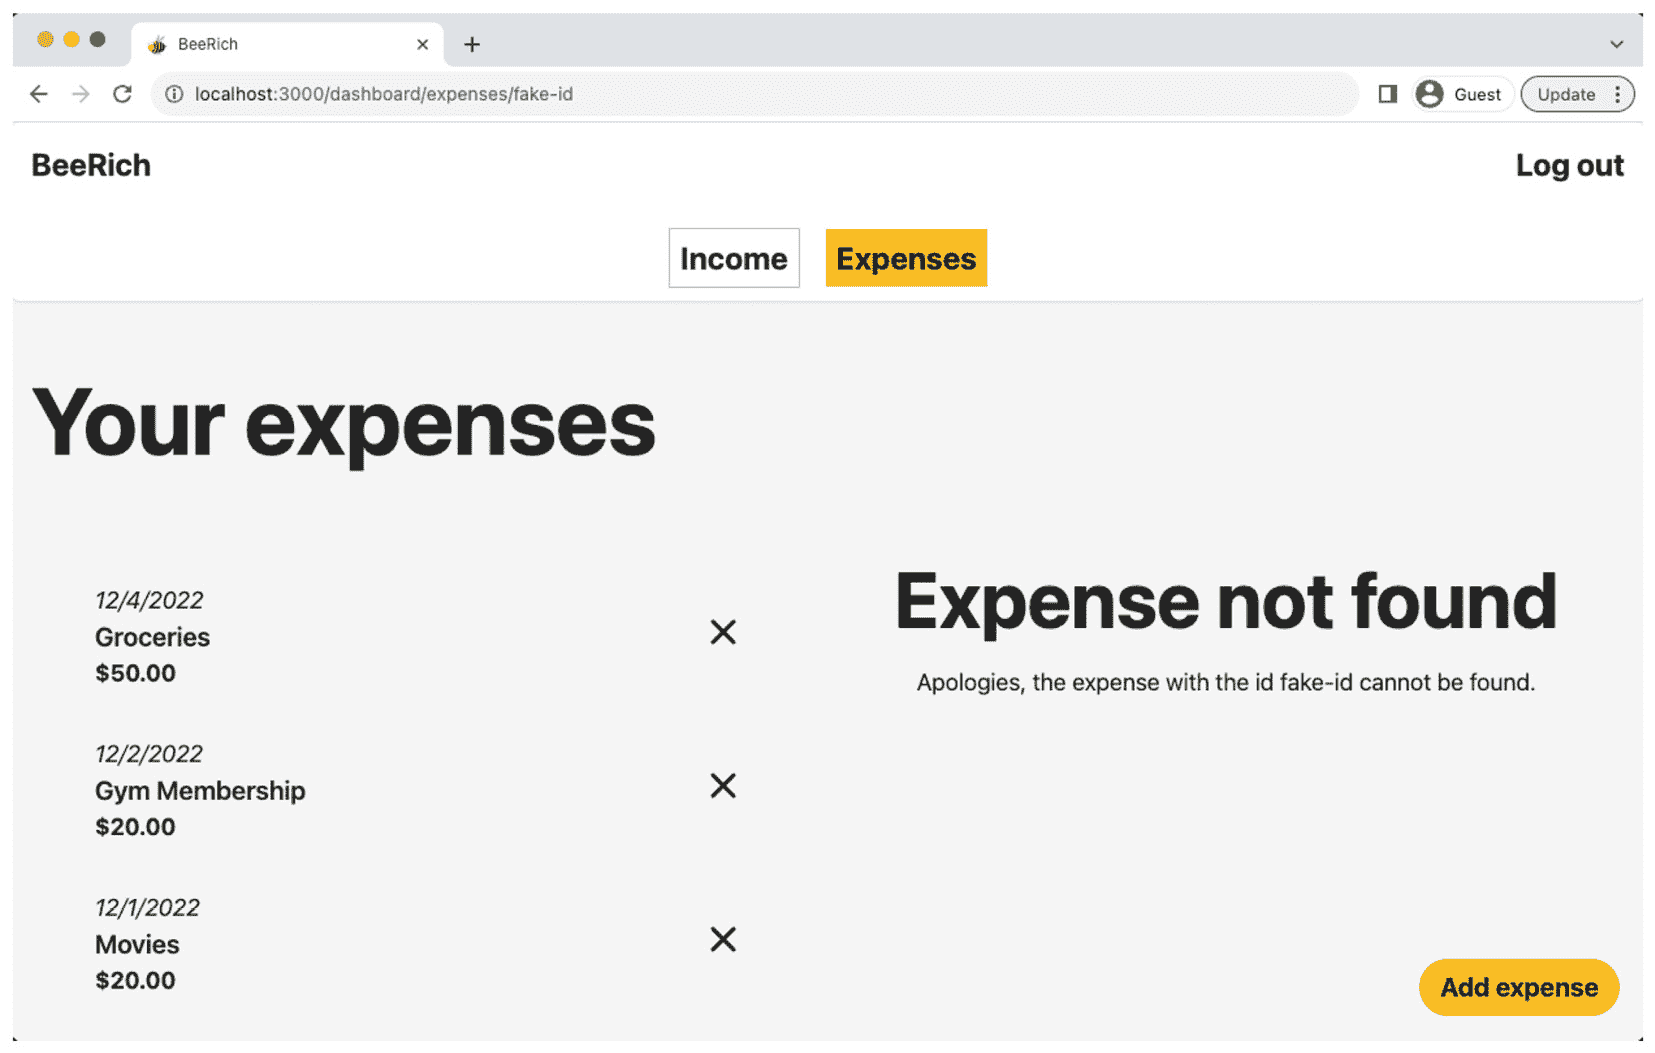 BeeRich
localhost:3000/dashboard/expenses/fake-id
Guest
Update
BeeRich
Log out
Income
Expenses
Your expenses
12/4/2022
Groceries
$50.00
12/2/2022
Gym Membership
$20.00
12/1/2022
Movies
$20.00
Expense not found
Apologies, the expense with the id fake-id cannot be found.
Add expense